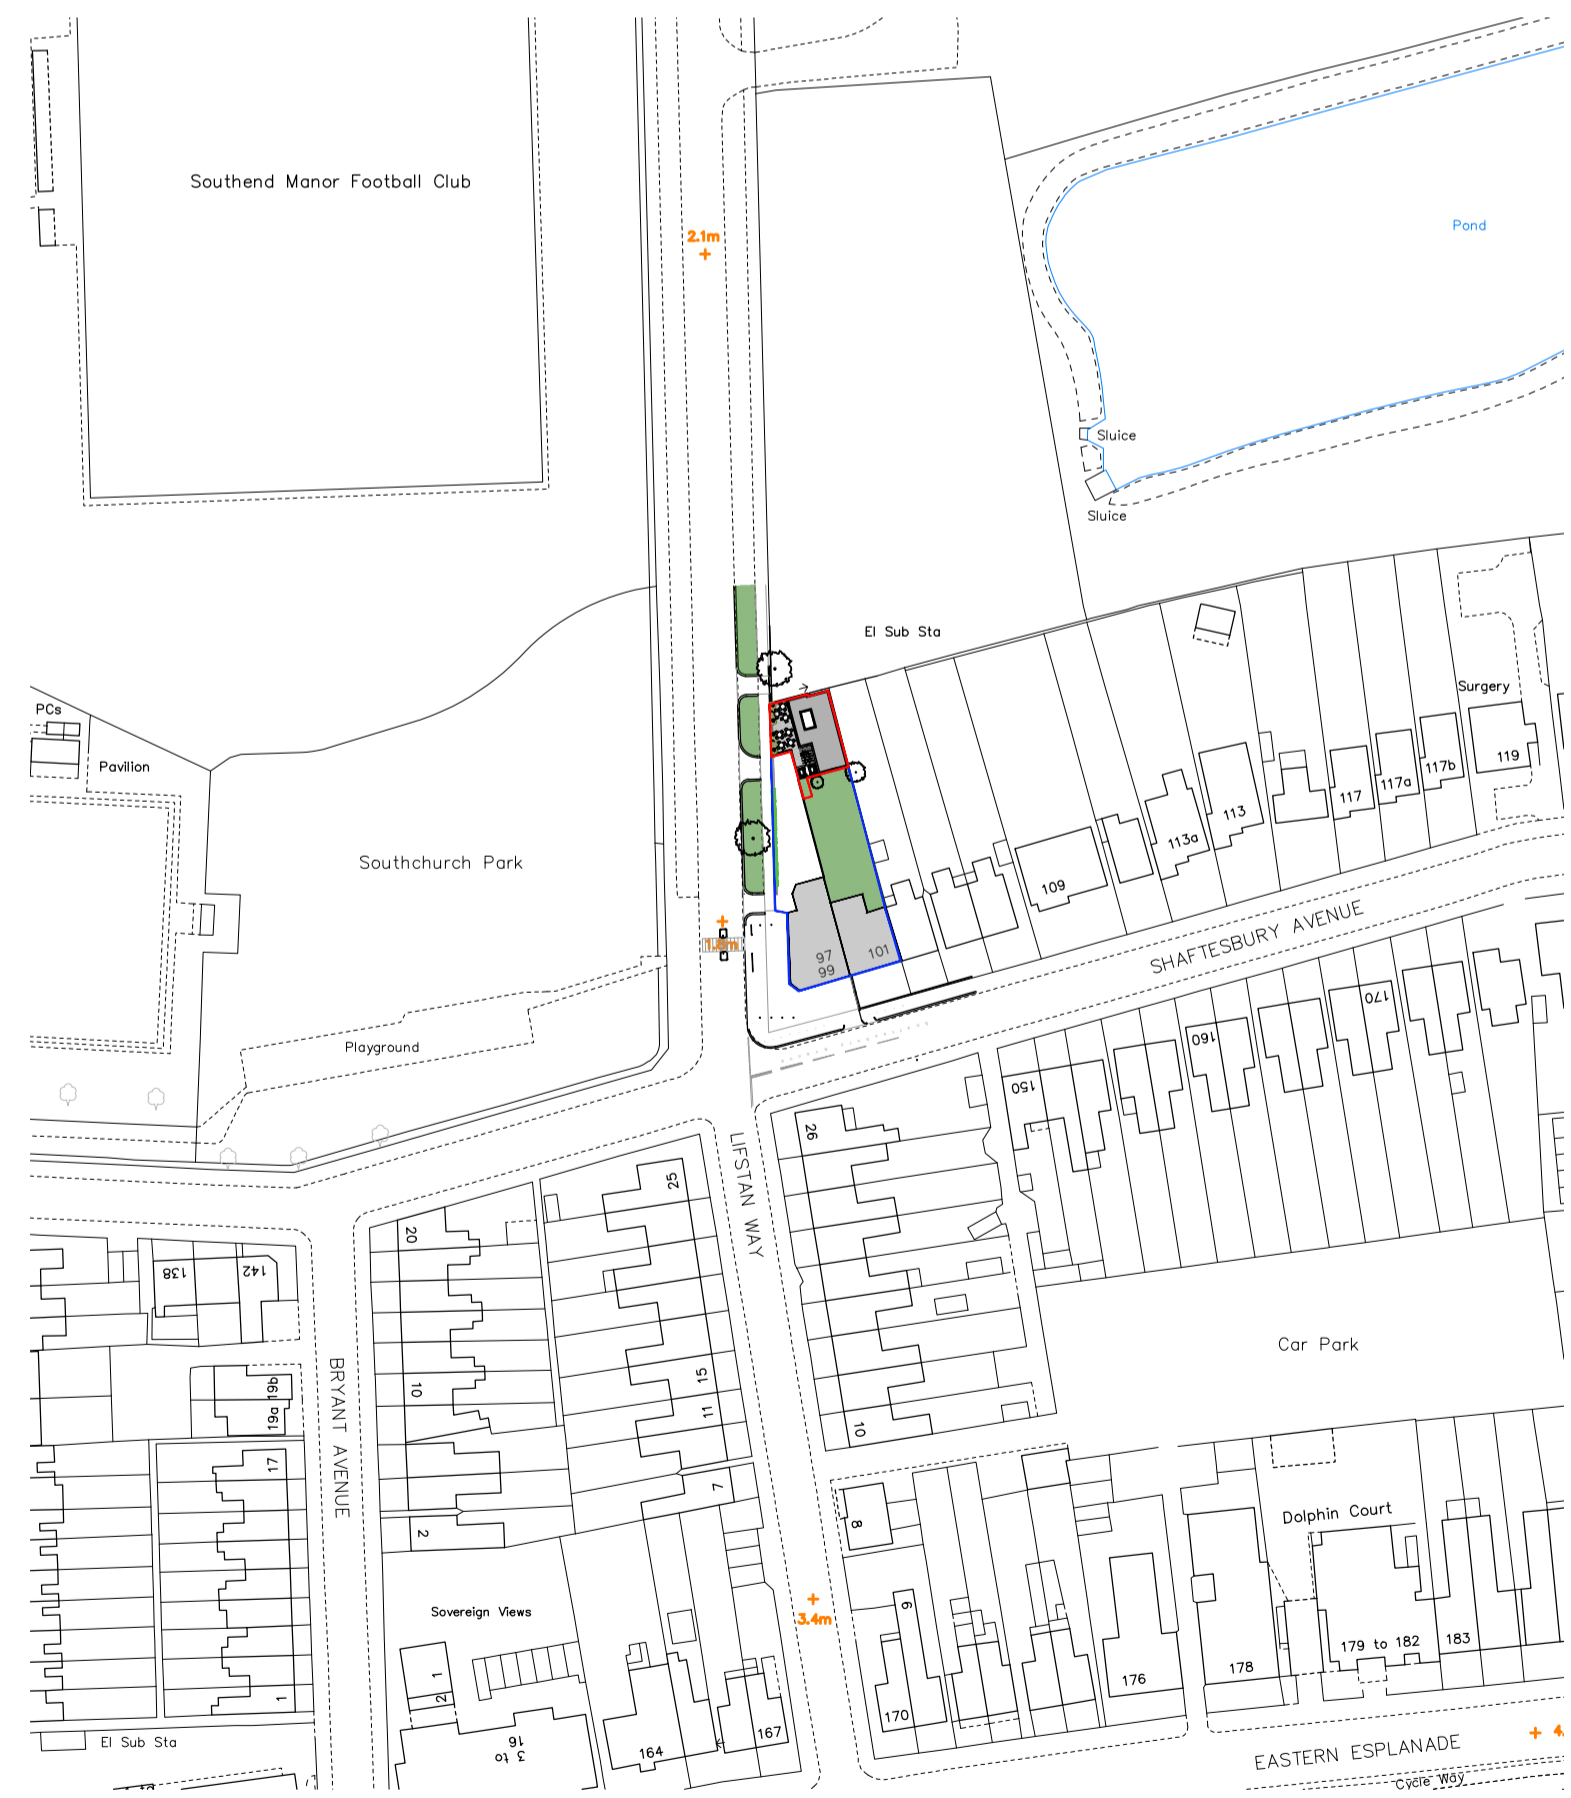 Southend Manor Football Club
2.1m
Pond
Sluice
Sluice
El Sub Sta
PCs
Pavilion
Surgery
119
117b
117a
117
113
113a
109
Southchurch Park
101
97
99
SHAFTESBURY AVENUE
Playground
170
160
150
26
LIFSTAN WAY
25
20
138
142
Car Park
BRYANT AVENUE
10
15
11
19b
19a
10
17
7
2
8
Dolphin Court
Sovereign Views
3.4m
6
179 to 182
183
178
176
1
2
1
170
167
164
3 to
16
El Sub Sta
EASTERN ESPLANADE
Cycle Way